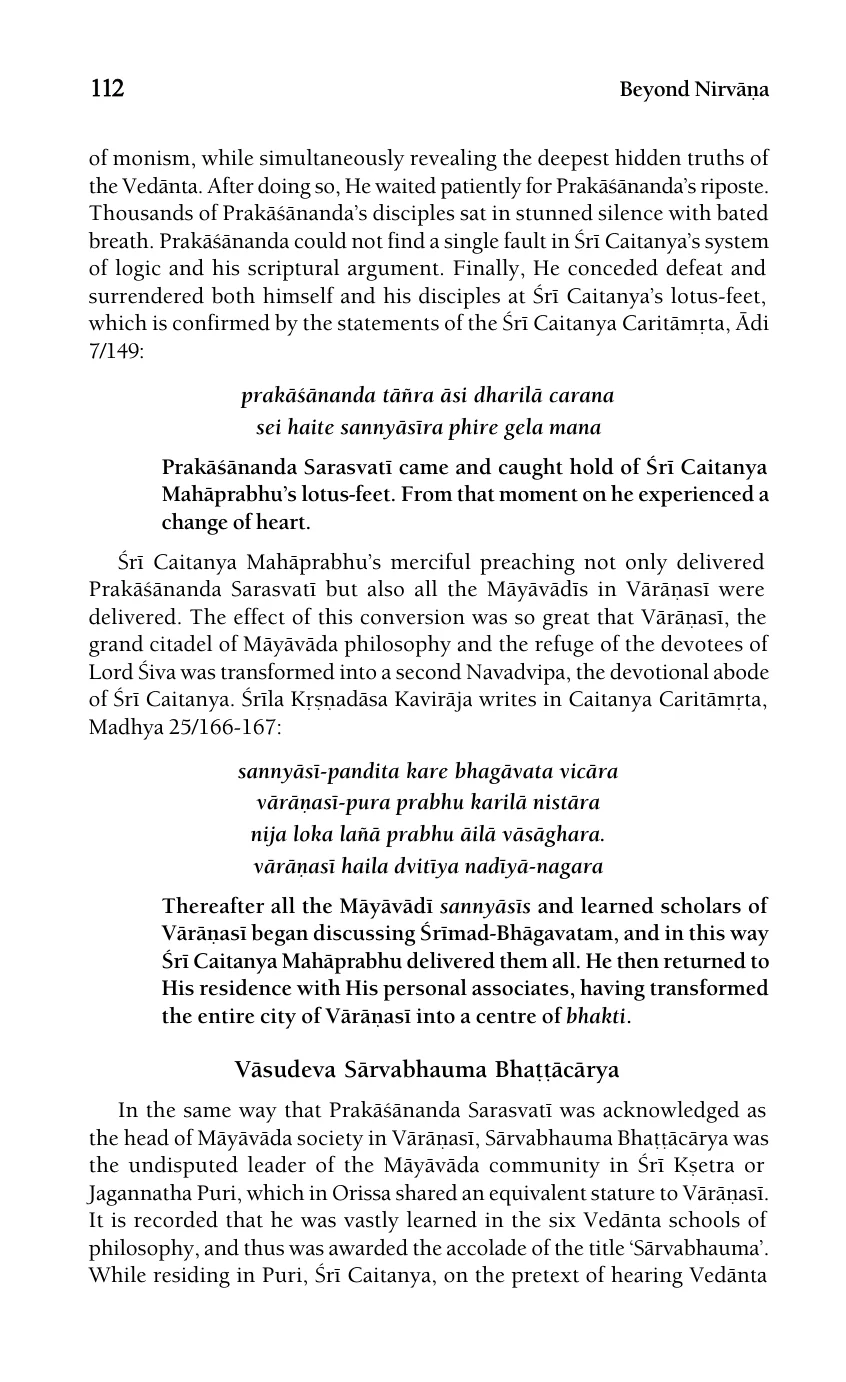 112
Beyond Nirvāṇa
of monism, while simultaneously revealing the deepest hidden truths of
the Vedānta. After doing so, He waited patiently for Prakāśānanda’s riposte.
Thousands of Prakāśānanda’s disciples sat in stunned silence with bated
breath. Prakāśānanda could not find a single fault in Śrī Caitanya’s system
of logic and his scriptural argument. Finally, He conceded defeat and
surrendered both himself and his disciples at Śrī Caitanya’s lotus-feet,
which is confirmed by the statements of the Śrī Caitanya Caritāmṛta, Ādi
7/149:
prakāśānanda tāñra āsi dharilā carana
sei haite sannyāsīra phire gela mana
Prakāśānanda Sarasvatī came and caught hold of Śrī Caitanya
Mahāprabhu’s lotus-feet. From that moment on he experienced a
change of heart.
Śrī Caitanya Mahāprabhu’s merciful preaching not only delivered
Prakāśānanda Sarasvatī but also all the Māyāvādīs in Vārāṇasī were
delivered. The effect of this conversion was so great that Vārāṇasī, the
grand citadel of Māyāvāda philosophy and the refuge of the devotees of
Lord Śiva was transformed into a second Navadvipa, the devotional abode
of Śrī Caitanya. Śrīla Kṛṣṇadāsa Kavirāja writes in Caitanya Caritāmṛta,
Madhya 25/166-167:
sannyāsī-pandita kare bhagāvata vicāra
vārāṇasī-pura prabhu karilā nistāra
nija loka lañā prabhu āilā vāsāghara.
vārāṇasī haila dvitīya nadīyā-nagara
Thereafter all the Māyāvādī sannyāsīs and learned scholars of
Vārāṇasī began discussing Śrīmad-Bhāgavatam, and in this way
Śrī Caitanya Mahāprabhu delivered them all. He then returned to
His residence with His personal associates, having transformed
the entire city of Vārāṇasī into a centre of bhakti.
Vāsudeva Sārvabhauma Bhaṭṭācārya
In the same way that Prakāśānanda Sarasvatī was acknowledged as
the head of Māyāvāda society in Vārāṇasī, Sārvabhauma Bhaṭṭācārya was
the undisputed leader of the Māyāvāda community in Śrī Kṣetra or
Jagannatha Puri, which in Orissa shared an equivalent stature to Vārāṇasī.
It is recorded that he was vastly learned in the six Vedānta schools of
philosophy, and thus was awarded the accolade of the title ‘Sārvabhauma’.
While residing in Puri, Śrī Caitanya, on the pretext of hearing Vedānta